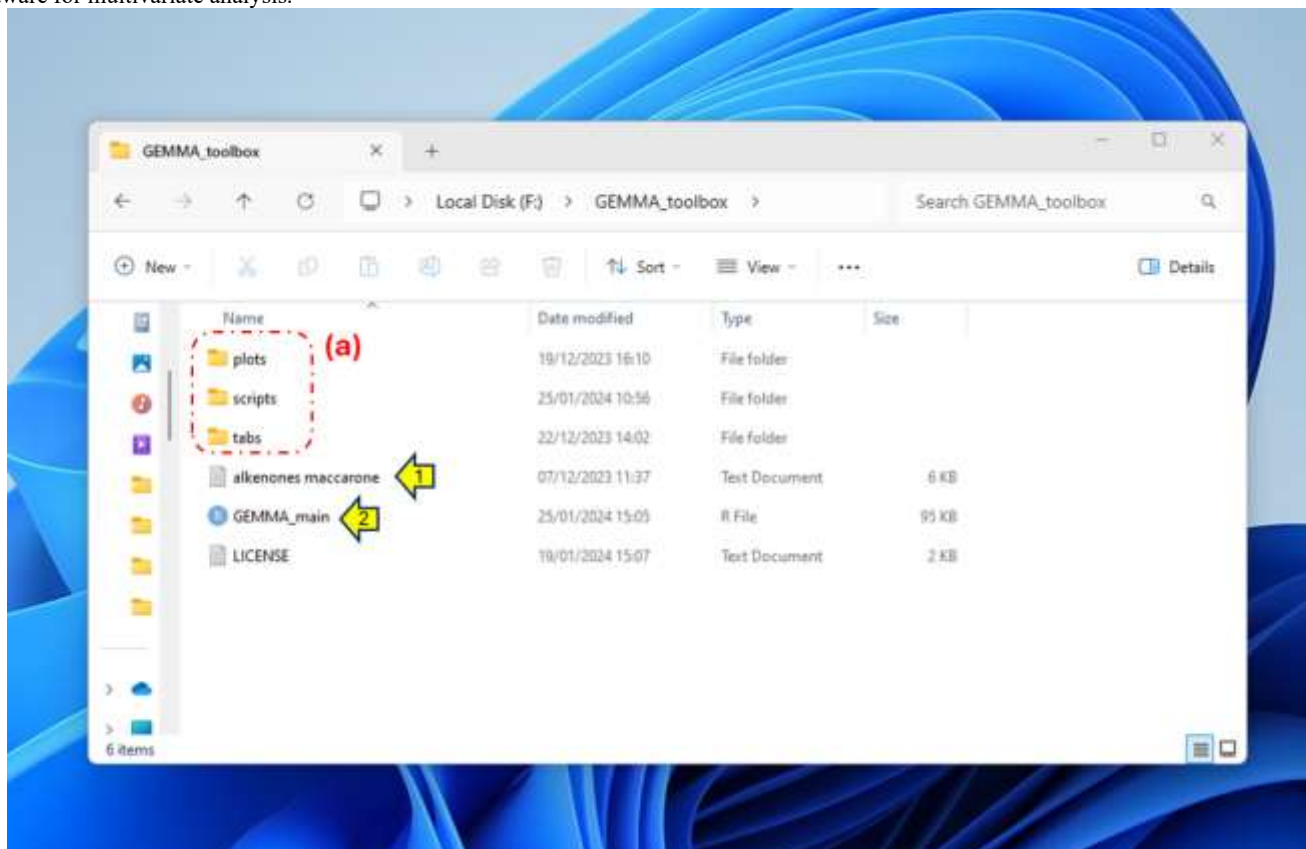 ware for multivariate analysis.
GEMMA_toolbox
Local Disk (F:) > GEMMA_toolbox >
Search GEMMA_toolbox
New
Sort
View
Details
Name Date modified Type Size
(a)
plots 19/12/2023 16:10 File folder
scripts 25/01/2024 10:56 File folder
tabs 22/12/2023 14:02 File folder
alkenones maccarone 1 07/12/2023 11:37 Text Document 6 KB
GEMMA_main 2 25/01/2024 15:05 R File 95 KB
LICENSE 19/01/2024 15:07 Text Document 2 KB
6 items